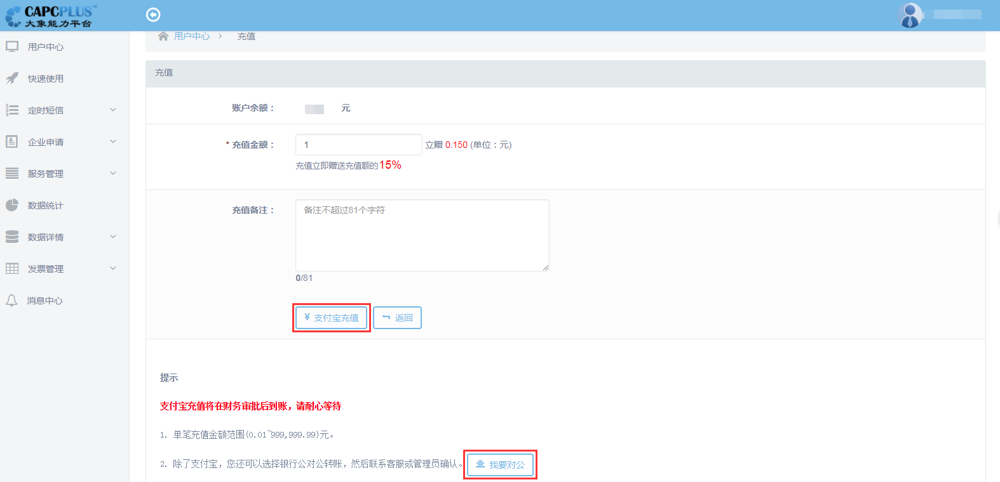 CAPCPLUS™
大象能力平台
用户中心 > 充值
用户中心
快速使用
定时短信
企业申请
服务管理
数据统计
数据详情
发票管理
消息中心
充值
账户余额： 元
* 充值金额： 1 立赠 0.150 (单位：元)
充值立即赠送充值额的15%
充值备注： 备注不超过81个字符
0/81
¥ 支付宝充值 返回
提示
支付宝充值将在财务审批后到账，请耐心等待
1. 单笔充值金额范围(0.01~999,999.99)元。
2. 除了支付宝，您还可以选择银行公对公转账，然后联系客服或管理员确认。 我要对公